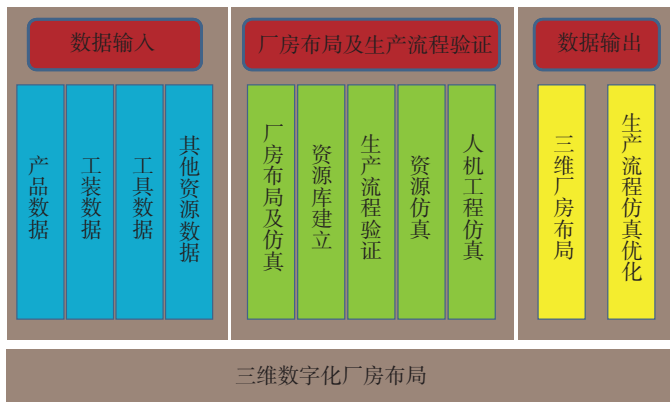 数据输入
产品数据
工装数据
工具数据
其他资源数据
厂房布局及生产流程验证
厂房布局及仿真
资源库建立
生产流程验证
资源仿真
人机工程仿真
数据输出
三维厂房布局
生产流程仿真优化
三维数字化厂房布局